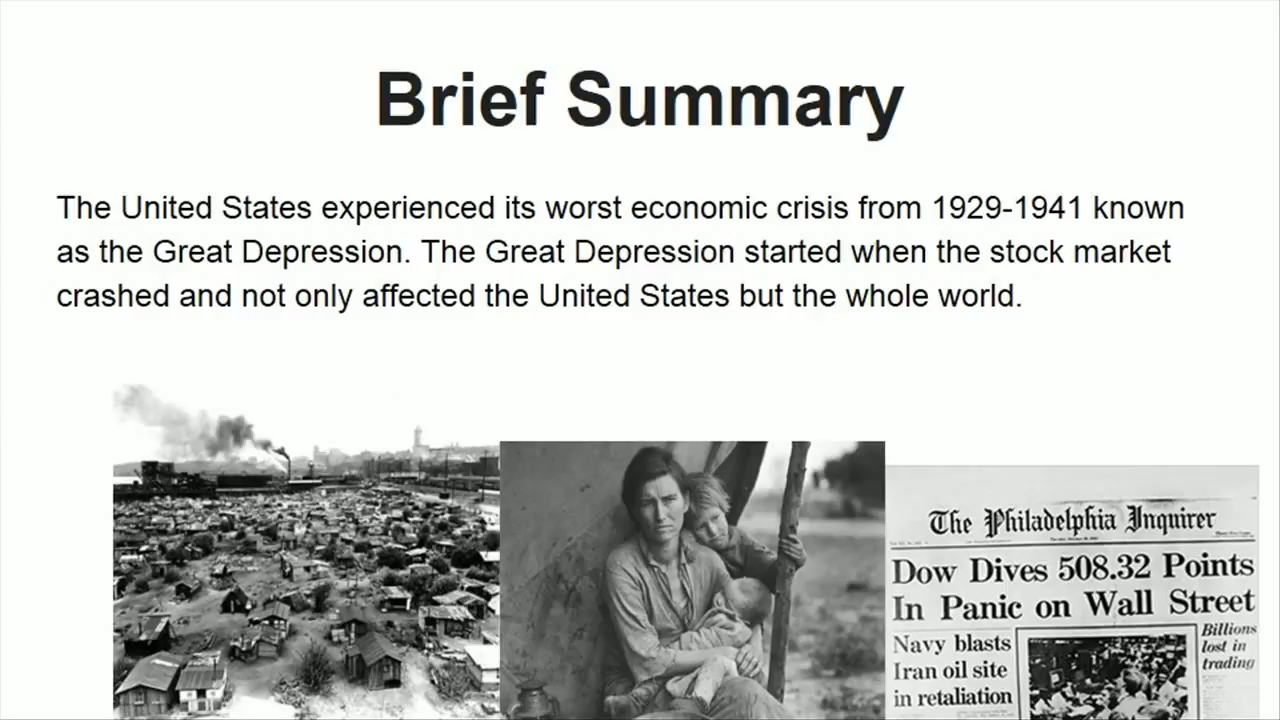 Brief Summary
The United States experienced its worst economic crisis from 1929-1941 known
as the Great Depression. The Great Depression started when the stock market
crashed and not only affected the United States but the whole world.
The Philadelphia Inquirer
Dow Dives 508.32 Points
In Panic on Wall Street
Navy blasts
Iran oil site
in retaliation
Billions
lost in
trading